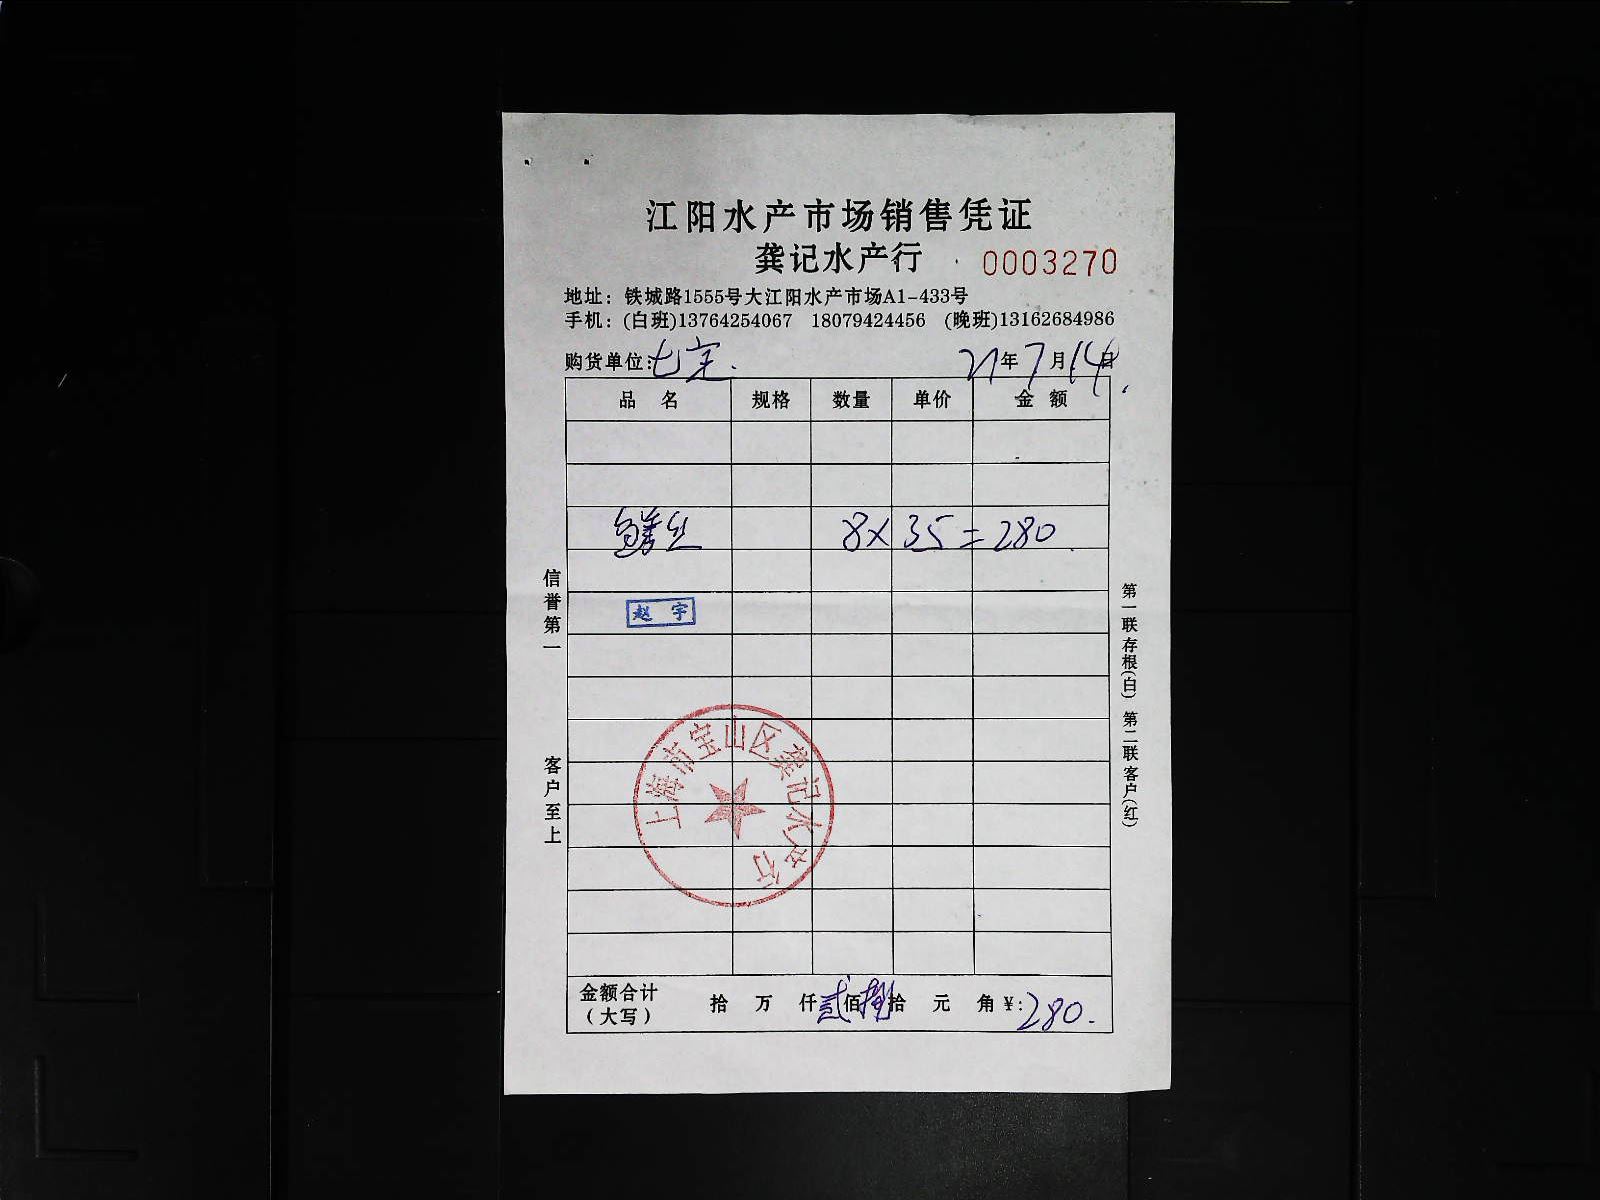 江阳水产市场销售凭证
龚记水产行 0003270
地址：铁城路1555号大江阳水产市场A1-433号
手机：(白班)13764254067 18079424456 (晚班)13162684986
购货单位：七宝. 21年7月14日
品名 规格 数量 单价 金额
鳝丝 8×35=280.
赵宇
上海市宝山区龚记水产行
信誉第一 客户至上
第一联存根(白) 第二联客户(红)
金额合计 拾 万 仟 贰佰 捌拾 元 角 ¥:280.
(大写)